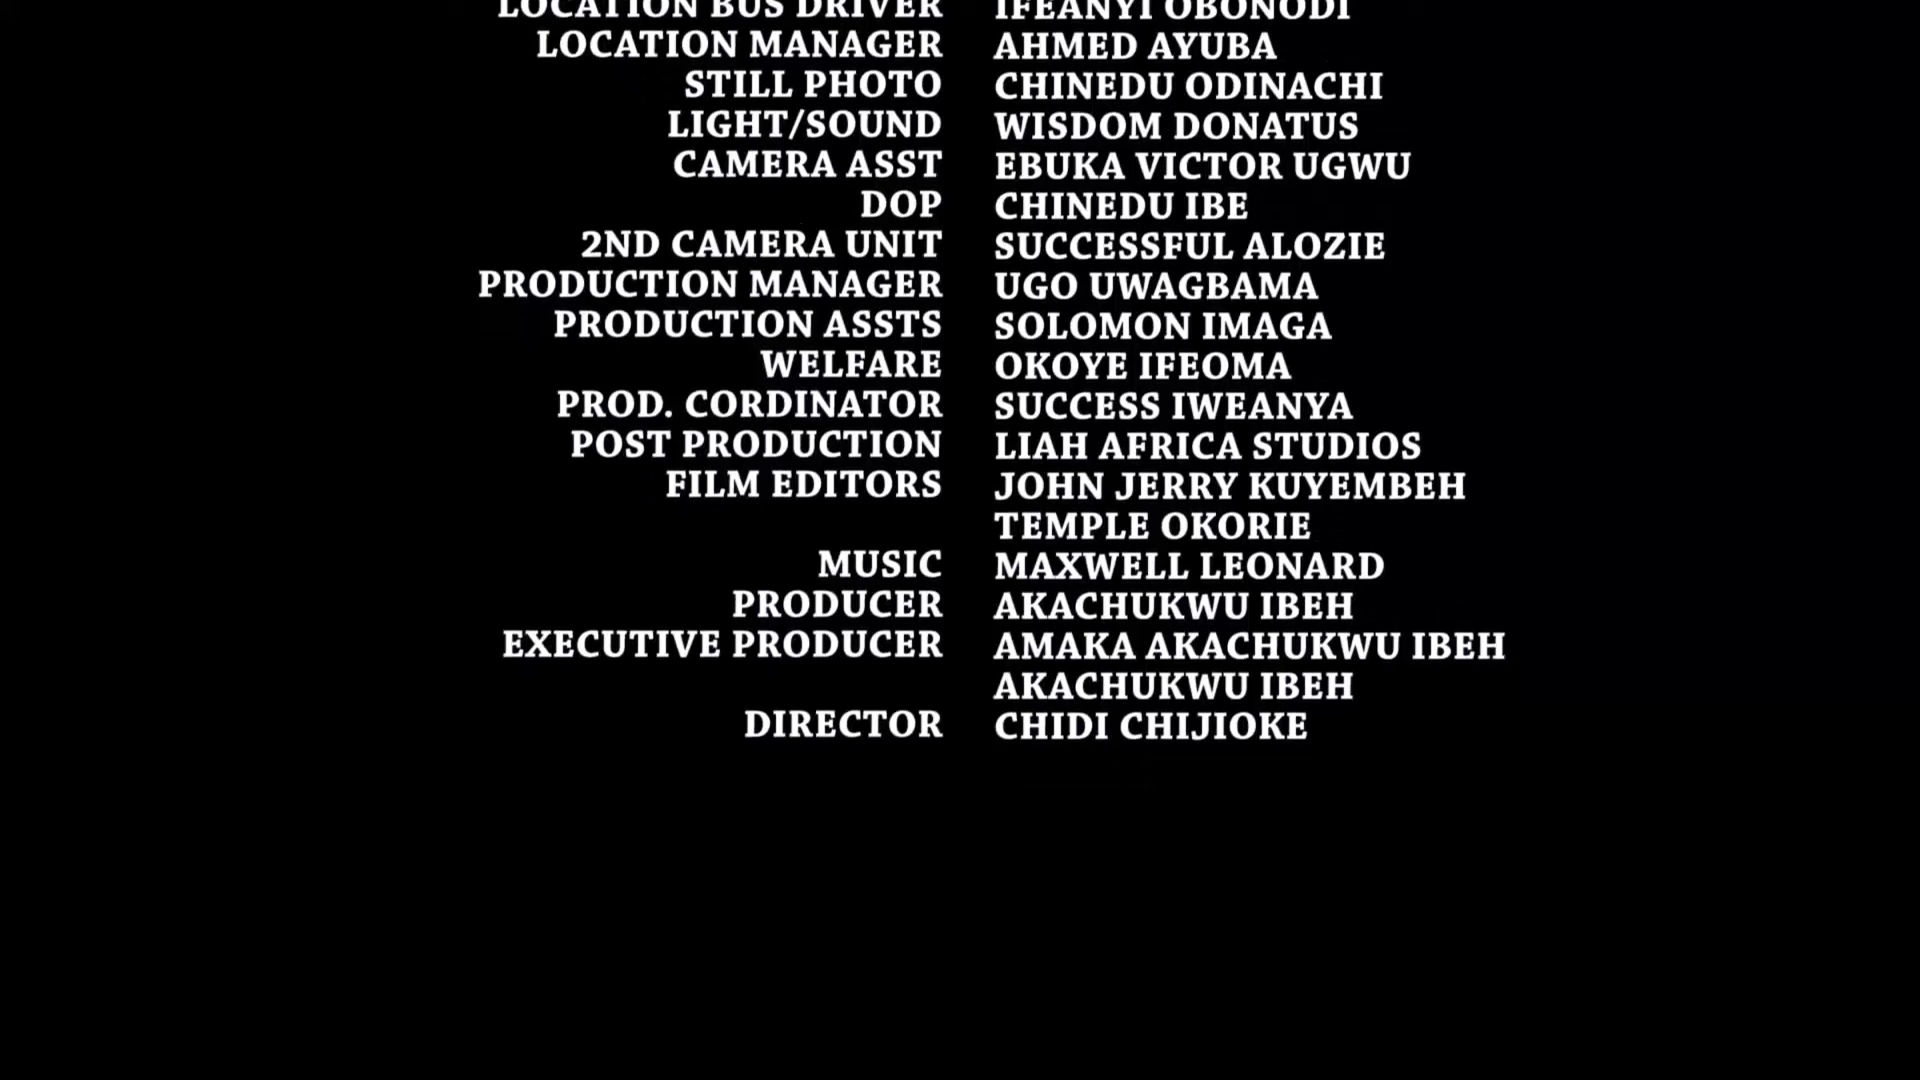 LOCATION BUS DRIVER IFEANYI OBONODI
LOCATION MANAGER AHMED AYUBA
STILL PHOTO CHINEDU ODINACHI
LIGHT/SOUND WISDOM DONATUS
CAMERA ASST EBUKA VICTOR UGWU
DOP CHINEDU IBE
2ND CAMERA UNIT SUCCESSFUL ALOZIE
PRODUCTION MANAGER UGO UWAGBAMA
PRODUCTION ASSTS SOLOMON IMAGA
WELFARE OKOYE IFEOMA
PROD. CORDINATOR SUCCESS IWEANYA
POST PRODUCTION LIAH AFRICA STUDIOS
FILM EDITORS JOHN JERRY KUYEMBEH
TEMPLE OKORIE
MUSIC MAXWELL LEONARD
PRODUCER AKACHUKWU IBEH
EXECUTIVE PRODUCER AMAKA AKACHUKWU IBEH
AKACHUKWU IBEH
DIRECTOR CHIDI CHIJIOKE